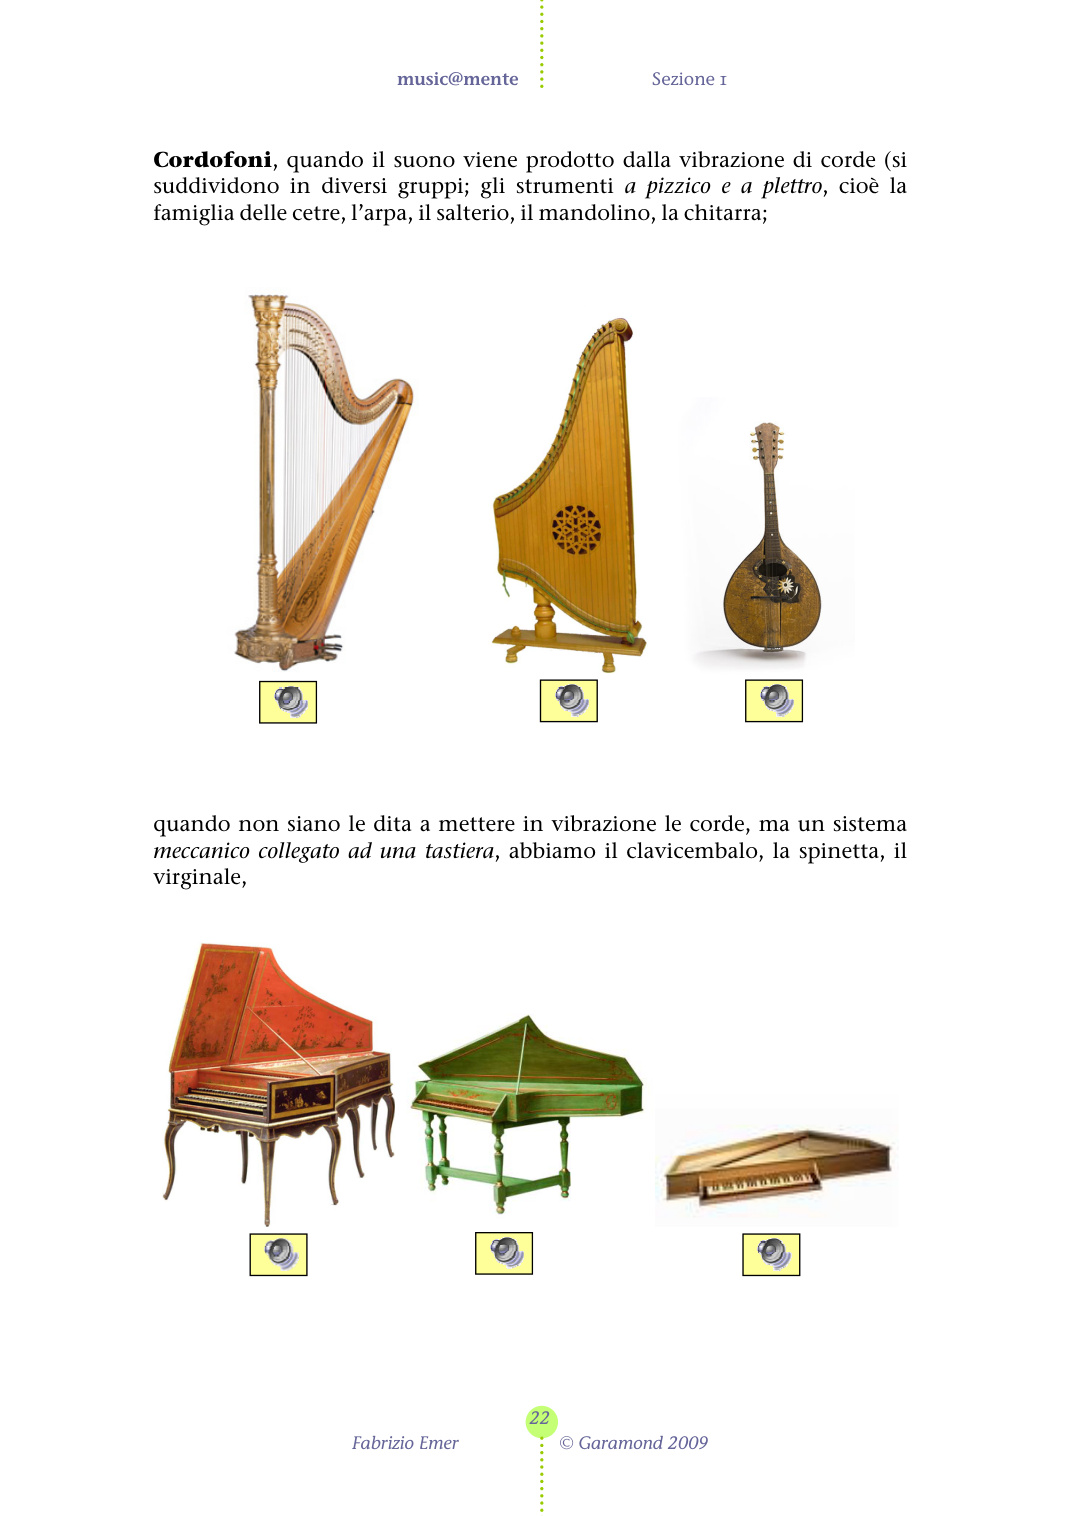 music@mente
Sezione 1
Cordofoni, quando il suono viene prodotto dalla vibrazione di corde (si
suddividono in diversi gruppi; gli strumenti a pizzico e a plettro, cioè la
famiglia delle cetre, l’arpa, il salterio, il mandolino, la chitarra;
quando non siano le dita a mettere in vibrazione le corde, ma un sistema
meccanico collegato ad una tastiera, abbiamo il clavicembalo, la spinetta, il
virginale,
22
Fabrizio Emer
© Garamond 2009